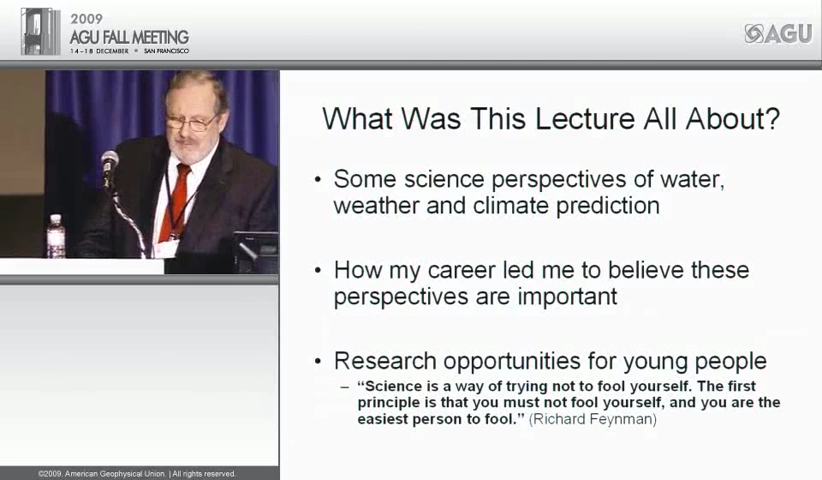 2009
AGU FALL MEETING
14-18 DECEMBER • SAN FRANCISCO
AGU
What Was This Lecture All About?
• Some science perspectives of water,
weather and climate prediction
• How my career led me to believe these
perspectives are important
• Research opportunities for young people
– “Science is a way of trying not to fool yourself. The first
principle is that you must not fool yourself, and you are the
easiest person to fool.” (Richard Feynman)
©2009. American Geophysical Union. | All rights reserved.